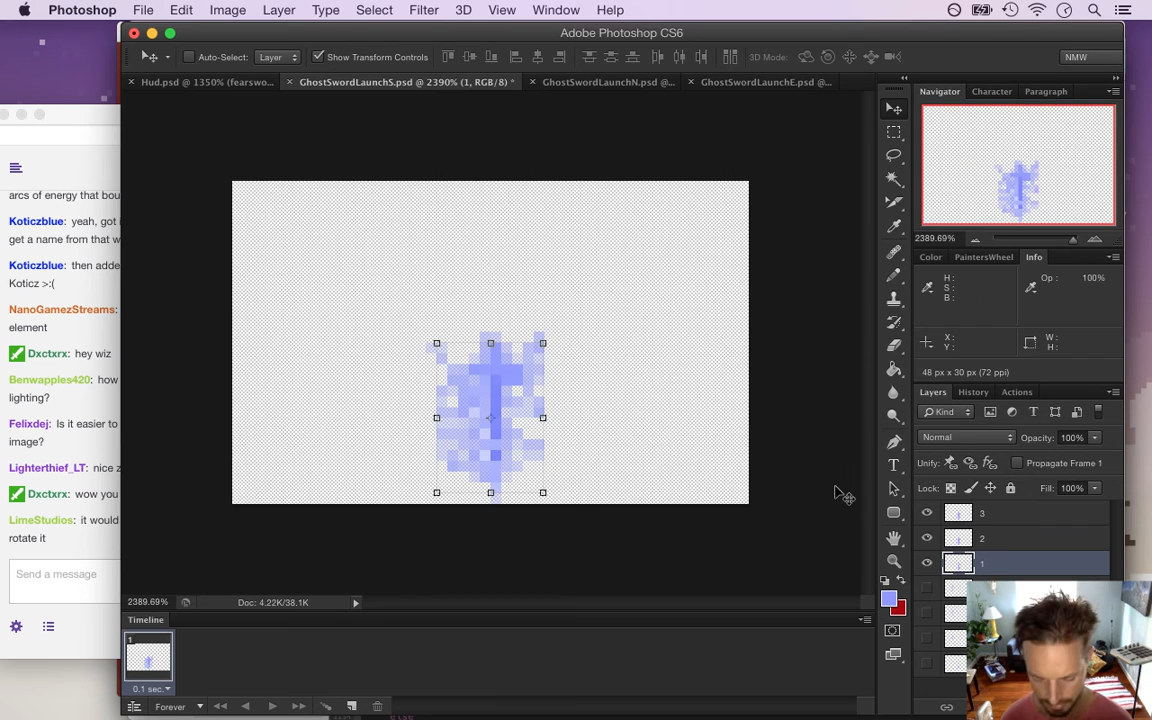 Photoshop File Edit Image Layer Type Select Filter 3D View Window Help
Adobe Photoshop CS6
Auto-Select: Layer Show Transform Controls 3D Mode: NMW
Hud.psd @ 1350% (fearswo... GhostSwordLaunchS.psd @ 2390% (1, RGB/8) * GhostSwordLaunchN.psd @... GhostSwordLaunchE.psd @...
arcs of energy that bou
Koticzblue: yeah, got i
get a name from that w
Koticzblue: then added
Koticz >:(
NanoGamezStreams:
element
Dxctxrx: hey wiz
Benwapples420: how
lighting?
Felixdej: Is it easier to
image?
Lighterthief_LT: nice z
Dxctxrx: wow you
LimeStudios: it would
rotate it
Send a message
Navigator Character Paragraph
2389.69%
Color PaintersWheel Info
H: Op: 100%
S:
B:
X: W:
Y: H:
48 px x 30 px (72 ppi)
Layers History Actions
Kind
Normal Opacity: 100%
Unify: Propagate Frame 1
Lock: Fill: 100%
3
2
1
2389.69% Doc: 4.22K/38.1K
Timeline
1
0.1 sec.
Forever
else